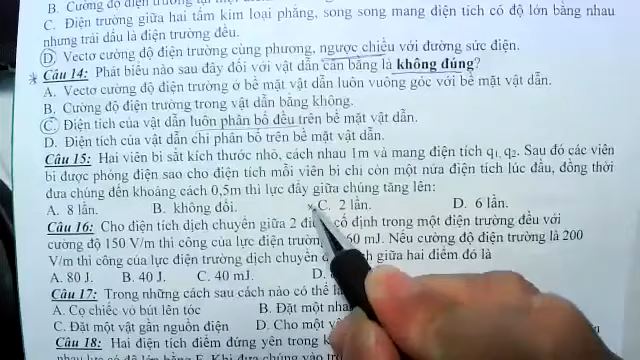 B. Cường độ điện trường tại
C. Điện trường giữa hai tấm kim loại phẳng, song song mang điện tích có độ lớn bằng nhau
nhưng trái dấu là điện trường đều.
D. Vectơ cường độ điện trường cùng phương, ngược chiều với đường sức điện.
* Câu 14: Phát biểu nào sau đây đối với vật dẫn cân bằng là không đúng?
A. Vectơ cường độ điện trường ở bề mặt vật dẫn luôn vuông góc với bề mặt vật dẫn.
B. Cường độ điện trường trong vật dẫn bằng không.
C. Điện tích của vật dẫn luôn phân bố đều trên bề mặt vật dẫn.
D. Điện tích của vật dẫn chỉ phân bố trên bề mặt vật dẫn.
Câu 15: Hai viên bi sắt kích thước nhỏ, cách nhau 1m và mang điện tích q₁, q₂. Sau đó các viên
bi được phóng điện sao cho điện tích mỗi viên bi chỉ còn một nửa điện tích lúc đầu, đồng thời
đưa chúng đến khoảng cách 0,5m thì lực đẩy giữa chúng tăng lên:
A. 8 lần. B. không đổi. C. 2 lần. D. 6 lần.
Câu 16: Cho điện tích dịch chuyển giữa 2 cố định trong một điện trường đều với
cường độ 150 V/m thì công của lực điện 60 mJ. Nếu cường độ điện trường là 200
V/m thì công của lực điện trường dịch chuyển giữa hai điểm đó là
A. 80 J. B. 40 J. C. 40 mJ. D.
Câu 17: Trong những cách sau cách nào có thể
A. Cọ chiếc vỏ bút lên tóc B. Đặt một
C. Đặt một vật gần nguồn điện D. Cho một
Câu 18: Hai điện tích điểm đứng yên trong